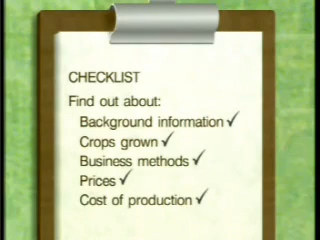 CHECKLIST
Find out about:
Background information ✓
Crops grown ✓
Business methods ✓
Prices ✓
Cost of production ✓